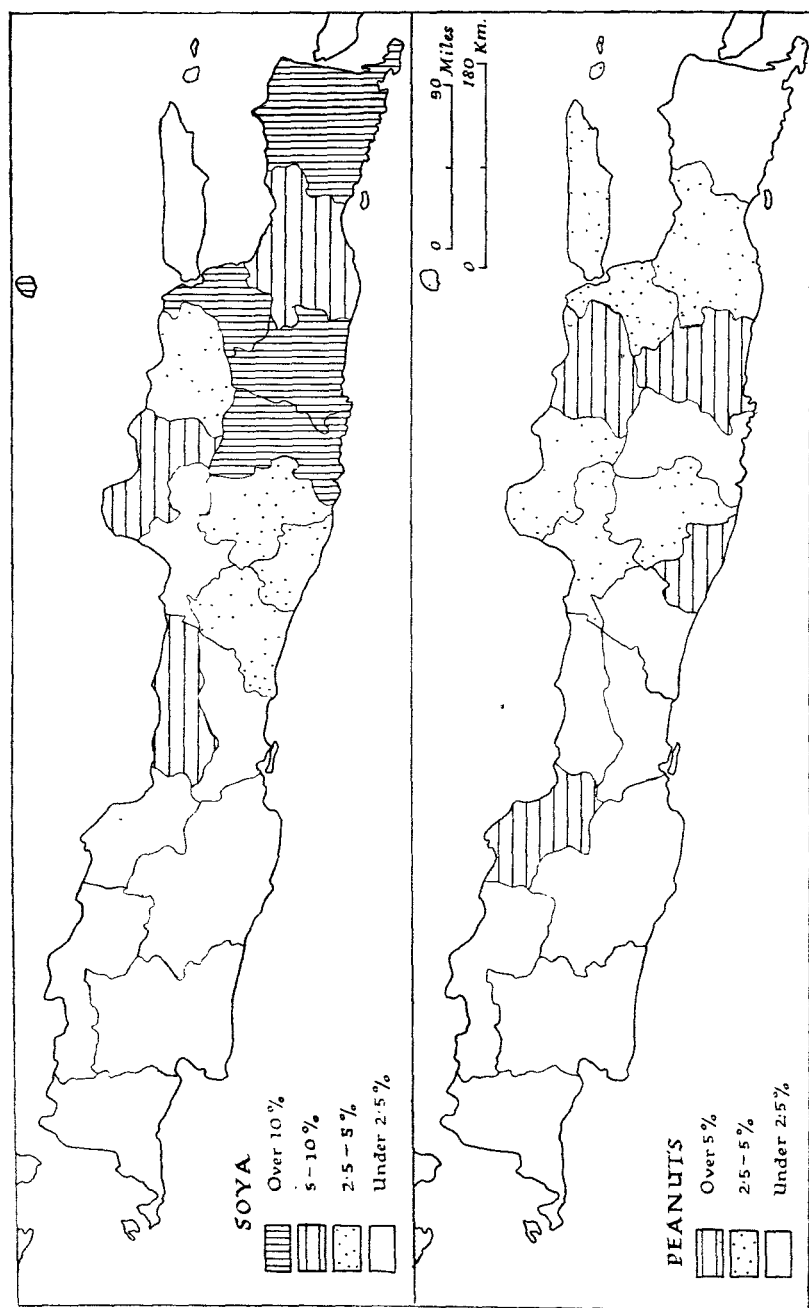 SOYA
Over 10%
5-10%
2.5-5%
Under 2.5%
0 90 Miles
0 180 Km.
PEANUTS
Over 5%
2.5-5%
Under 2.5%